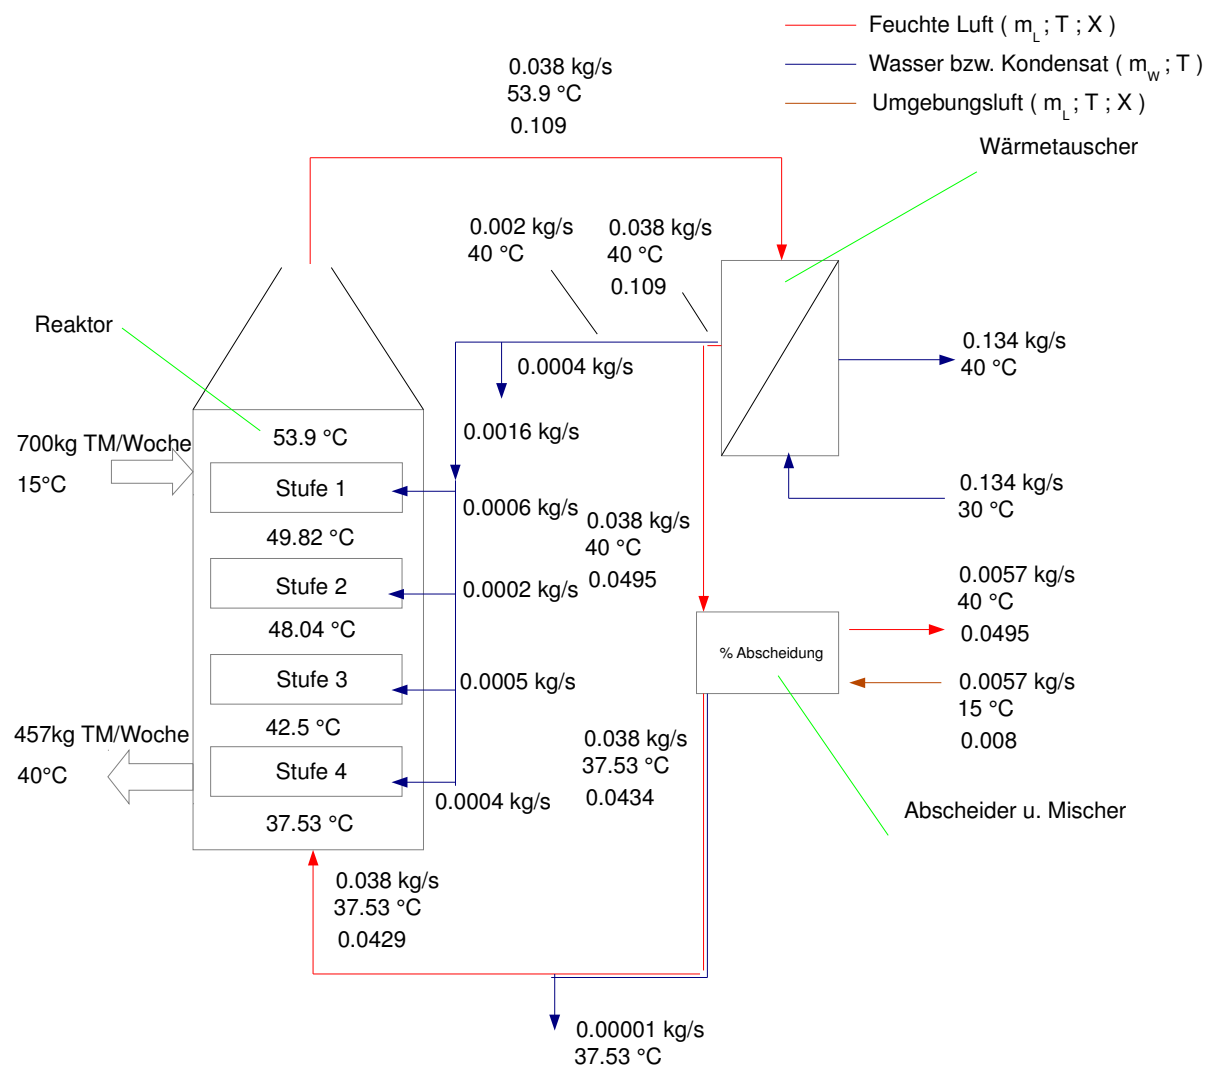 Feuchte Luft ( m_L ; T ; X )
Wasser bzw. Kondensat ( m_W ; T )
Umgebungsluft ( m_L ; T ; X )
Wärmetauscher
0.038 kg/s
53.9 °C
0.109
0.002 kg/s
40 °C
0.038 kg/s
40 °C
0.109
Reaktor
0.0004 kg/s
0.134 kg/s
40 °C
0.0016 kg/s
53.9 °C
700kg TM/Woche
15°C
Stufe 1
0.0006 kg/s
0.134 kg/s
30 °C
49.82 °C
0.038 kg/s
40 °C
0.0495
Stufe 2
0.0002 kg/s
0.0057 kg/s
40 °C
0.0495
48.04 °C
% Abscheidung
Stufe 3
0.0005 kg/s
0.0057 kg/s
15 °C
0.008
42.5 °C
457kg TM/Woche
40°C
0.038 kg/s
37.53 °C
0.0434
Stufe 4
0.0004 kg/s
37.53 °C
Abscheider u. Mischer
0.038 kg/s
37.53 °C
0.0429
0.00001 kg/s
37.53 °C